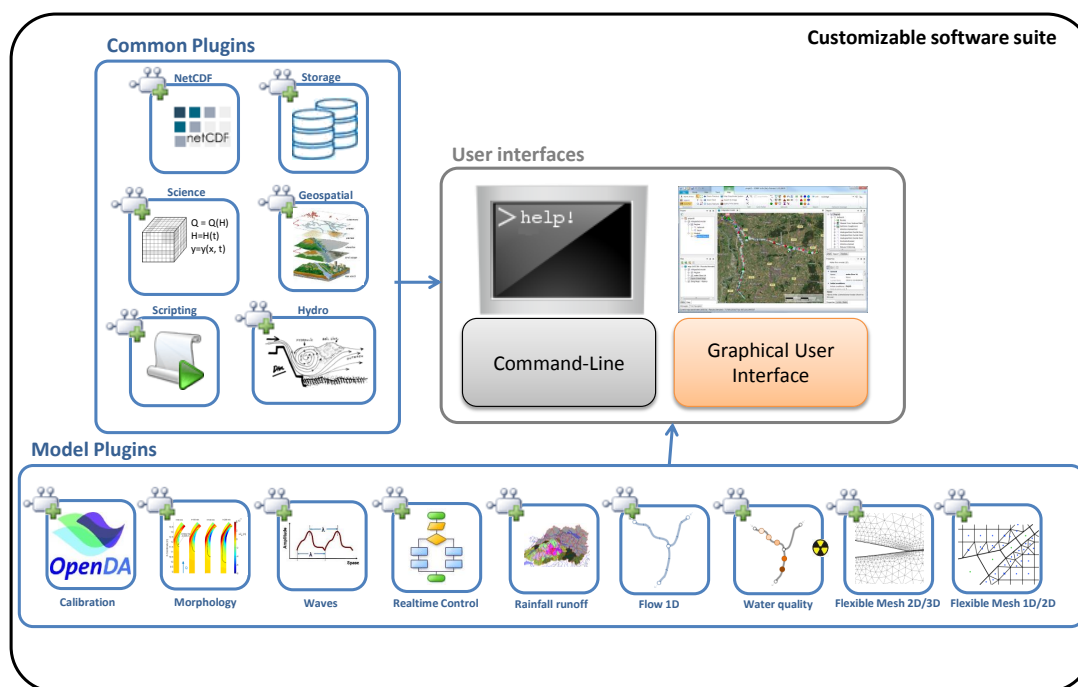 Customizable software suite
Common Plugins
NetCDF
Storage
netCDF
Science
Geospatial
Q = Q(H)
H=H(t)
y=y(x, t)
Scripting
Hydro
User interfaces
>help!
Command-Line
Graphical User
Interface
Model Plugins
OpenDA
Amplitude
λ
λ
Space
Calibration
Morphology
Waves
Realtime Control
Rainfall runoff
Flow 1D
Water quality
Flexible Mesh 2D/3D
Flexible Mesh 1D/2D